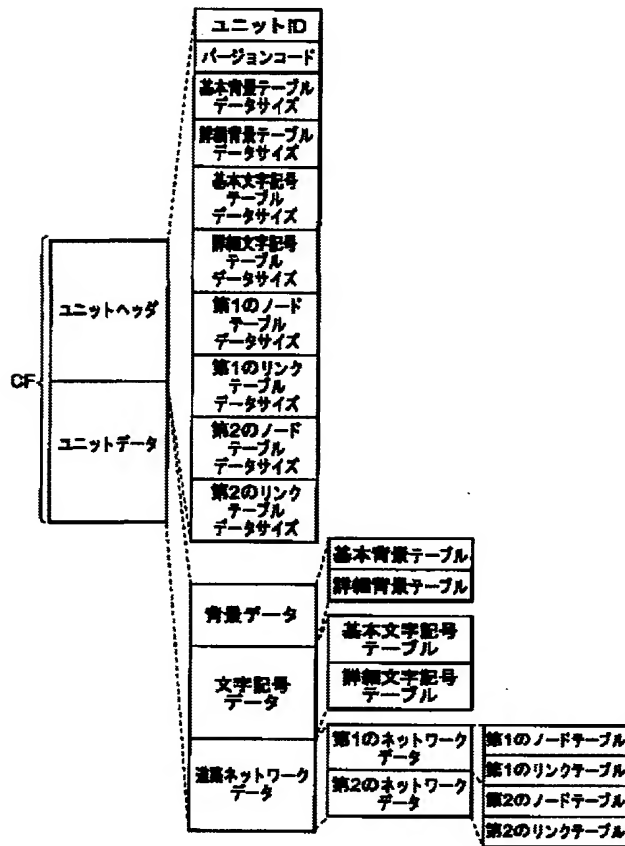 ユニットID
バージョンコード
基本背景テーブル
データサイズ
詳細背景テーブル
データサイズ
基本文字記号
テーブル
データサイズ
詳細文字記号
テーブル
データサイズ
第1のノード
テーブル
データサイズ
第1のリンク
テーブル
データサイズ
第2のノード
テーブル
データサイズ
第2のリンク
テーブル
データサイズ
CF
ユニットヘッダ
ユニットデータ
背景データ
文字記号
データ
道路ネットワーク
データ
基本背景テーブル
詳細背景テーブル
基本文字記号
テーブル
詳細文字記号
テーブル
第1のネットワーク
データ
第2のネットワーク
データ
第1のノードテーブル
第1のリンクテーブル
第2のノードテーブル
第2のリンクテーブル